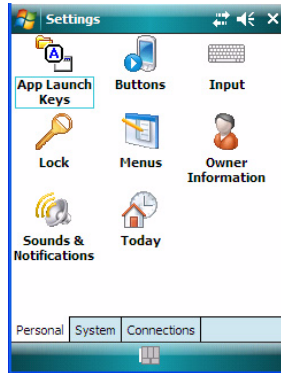 Settings
App Launch Buttons Input
Keys
Lock Menus Owner
Information
Sounds & Today
Notifications
Personal System Connections